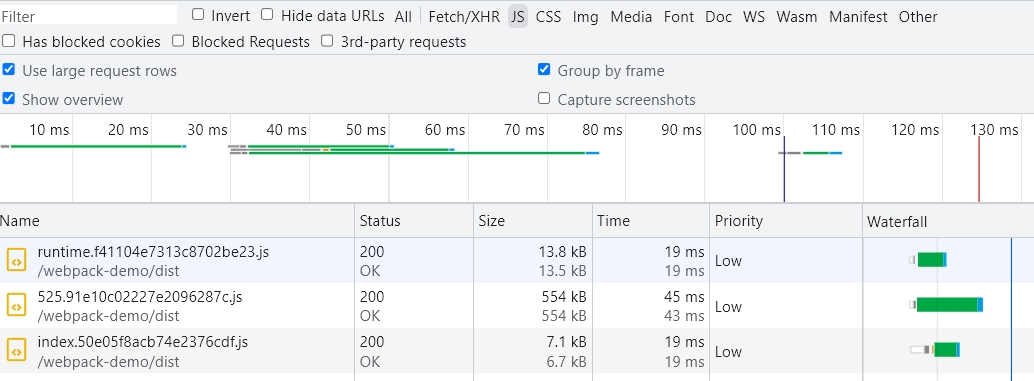 Filter Invert Hide data URLs All Fetch/XHR JS CSS Img Media Font Doc WS Wasm Manifest Other
Has blocked cookies Blocked Requests 3rd-party requests
Use large request rows Group by frame
Show overview Capture screenshots
10 ms 20 ms 30 ms 40 ms 50 ms 60 ms 70 ms 80 ms 90 ms 100 ms 110 ms 120 ms 130 ms
Name Status Size Time Priority Waterfall
runtime.f41104e7313c8702be23.js 200 13.8 kB 19 ms Low
/webpack-demo/dist OK 13.5 kB 19 ms
525.91e10c02227e2096287c.js 200 554 kB 45 ms Low
/webpack-demo/dist OK 554 kB 43 ms
index.50e05f8acb74e2376cdf.js 200 7.1 kB 19 ms Low
/webpack-demo/dist OK 6.7 kB 19 ms